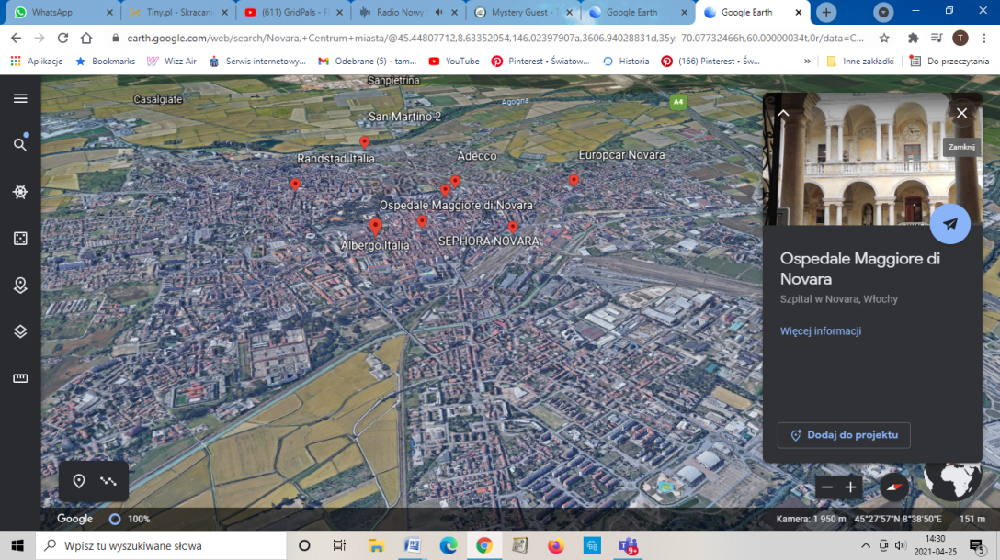 WhatsApp
Tiny.pl - Skracani
(611) GridPals - F
Radio Nowy
Mystery Guest -
Google Earth
Google Earth
earth.google.com/web/search/Novara,+Centrum+miasta/@45.44807712,8.63352054,146.02397907a,3606.94028831d,35y,-70.07732466h,60.00000034t,0r/data=C...
T
Aplikacje
Bookmarks
Wizz Air
Serwis internetowy...
Odebrane (5) - tam...
YouTube
Pinterest • Światow...
Historia
(166) Pinterest • Św...
»
Inne zakładki
Do przeczytania
Sanpietrina
Casalgiate
Agogna
A4
San Martino 2
Zamknij
Randstad Italia
Adecco
Europcar Novara
Ospedale Maggiore di Novara
Albergo Italia
SEPHORA NOVARA
Ospedale Maggiore di
Novara
Szpital w Novara, Włochy
Więcej informacji
Dodaj do projektu
Google
100%
Kamera: 1 950 m
45°27'57"N 8°38'50"E
151 m
Wpisz tu wyszukiwane słowa
9+
14:30
2021-04-25
5